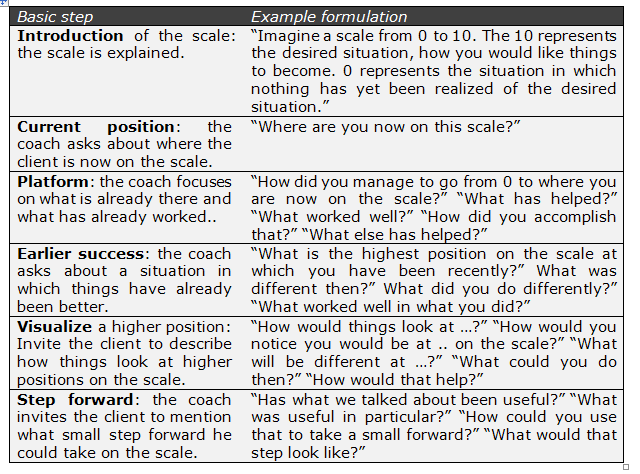 Basic step
Example formulation
Introduction of the scale:
the scale is explained.
“Imagine a scale from 0 to 10. The 10 represents
the desired situation, how you would like things
to become. 0 represents the situation in which
nothing has yet been realized of the desired
situation.”
Current position: the
coach asks about where the
client is now on the scale.
“Where are you now on this scale?”
Platform: the coach focuses
on what is already there and
what has already worked..
“How did you manage to go from 0 to where you
are now on the scale?” “What has helped?”
“What worked well?” “How did you accomplish
that?” “What else has helped?”
Earlier success: the coach
asks about a situation in
which things have already
been better.
“What is the highest position on the scale at
which you have been recently?” What was
different then?” What did you do differently?”
“What worked well in what you did?”
Visualize a higher position:
Invite the client to describe
how things look at higher
positions on the scale.
“How would things look at …?” “How would you
notice you would be at .. on the scale?” “What
will be different at …?” “What could you do
then?” “How would that help?”
Step forward: the coach
invites the client to mention
what small step forward he
could take on the scale.
“Has what we talked about been useful?” “What
was useful in particular?” “How could you use
that to take a small forward?” “What would that
step look like?”